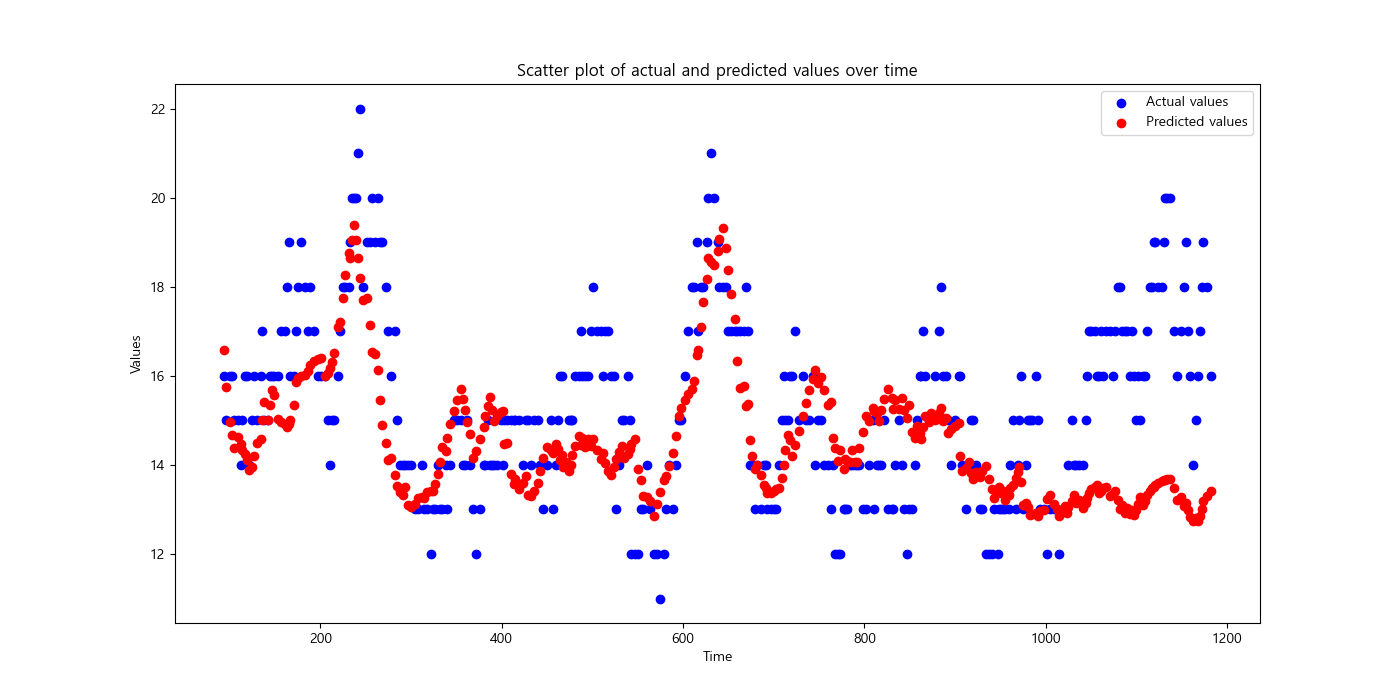 Scatter plot of actual and predicted values over time
Actual values
Predicted values
Values
22
20
18
16
14
12
200
400
600
800
1000
1200
Time